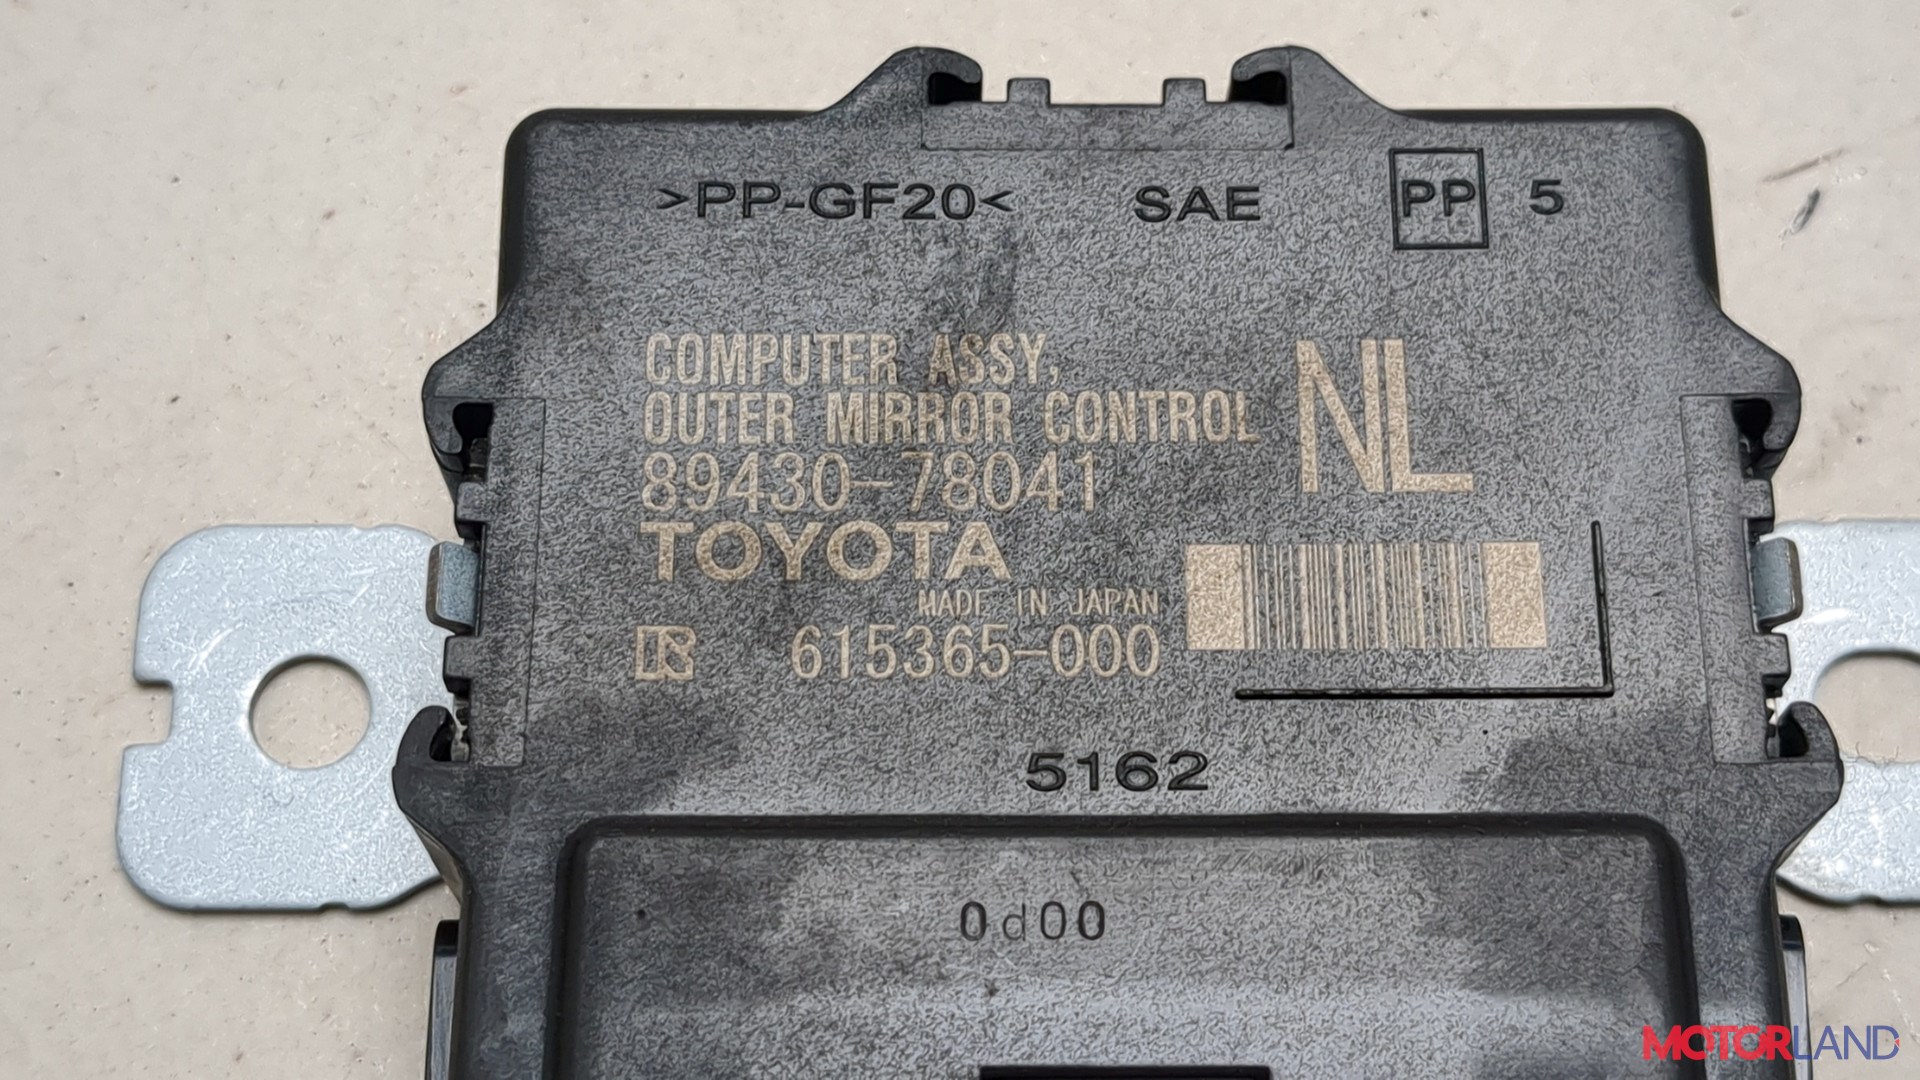 >PP-GF20< SAE PP 5
COMPUTER ASSY,
OUTER MIRROR CONTROL
NL
89430-78041
TOYOTA
MADE IN JAPAN
615365-000
5162
0d00
MOTORLAND